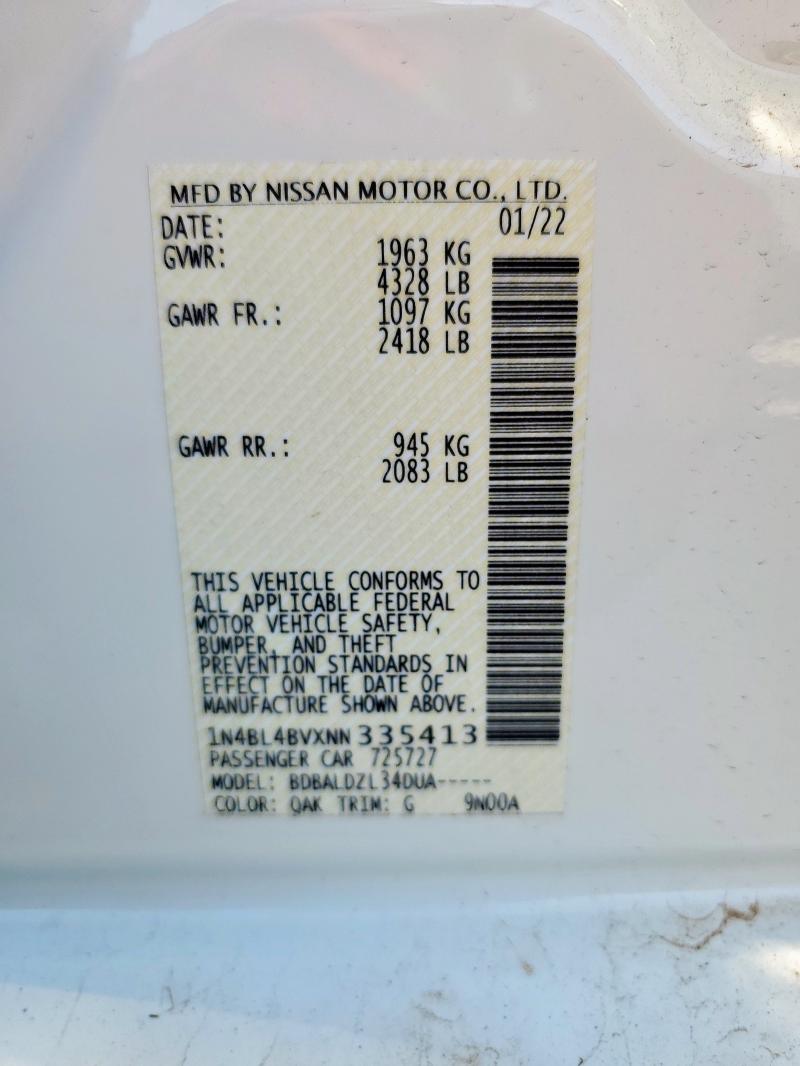 MFD BY NISSAN MOTOR CO., LTD.
DATE: 01/22
GVWR: 1963 KG
4328 LB
GAWR FR.: 1097 KG
2418 LB
GAWR RR.: 945 KG
2083 LB
THIS VEHICLE CONFORMS TO
ALL APPLICABLE FEDERAL
MOTOR VEHICLE SAFETY,
BUMPER, AND THEFT
PREVENTION STANDARDS IN
EFFECT ON THE DATE OF
MANUFACTURE SHOWN ABOVE.
1N4BL4BVXNN335413
PASSENGER CAR 725727
MODEL: BDBALDZL34DUA-----
COLOR: QAK TRIM: G 9N00A